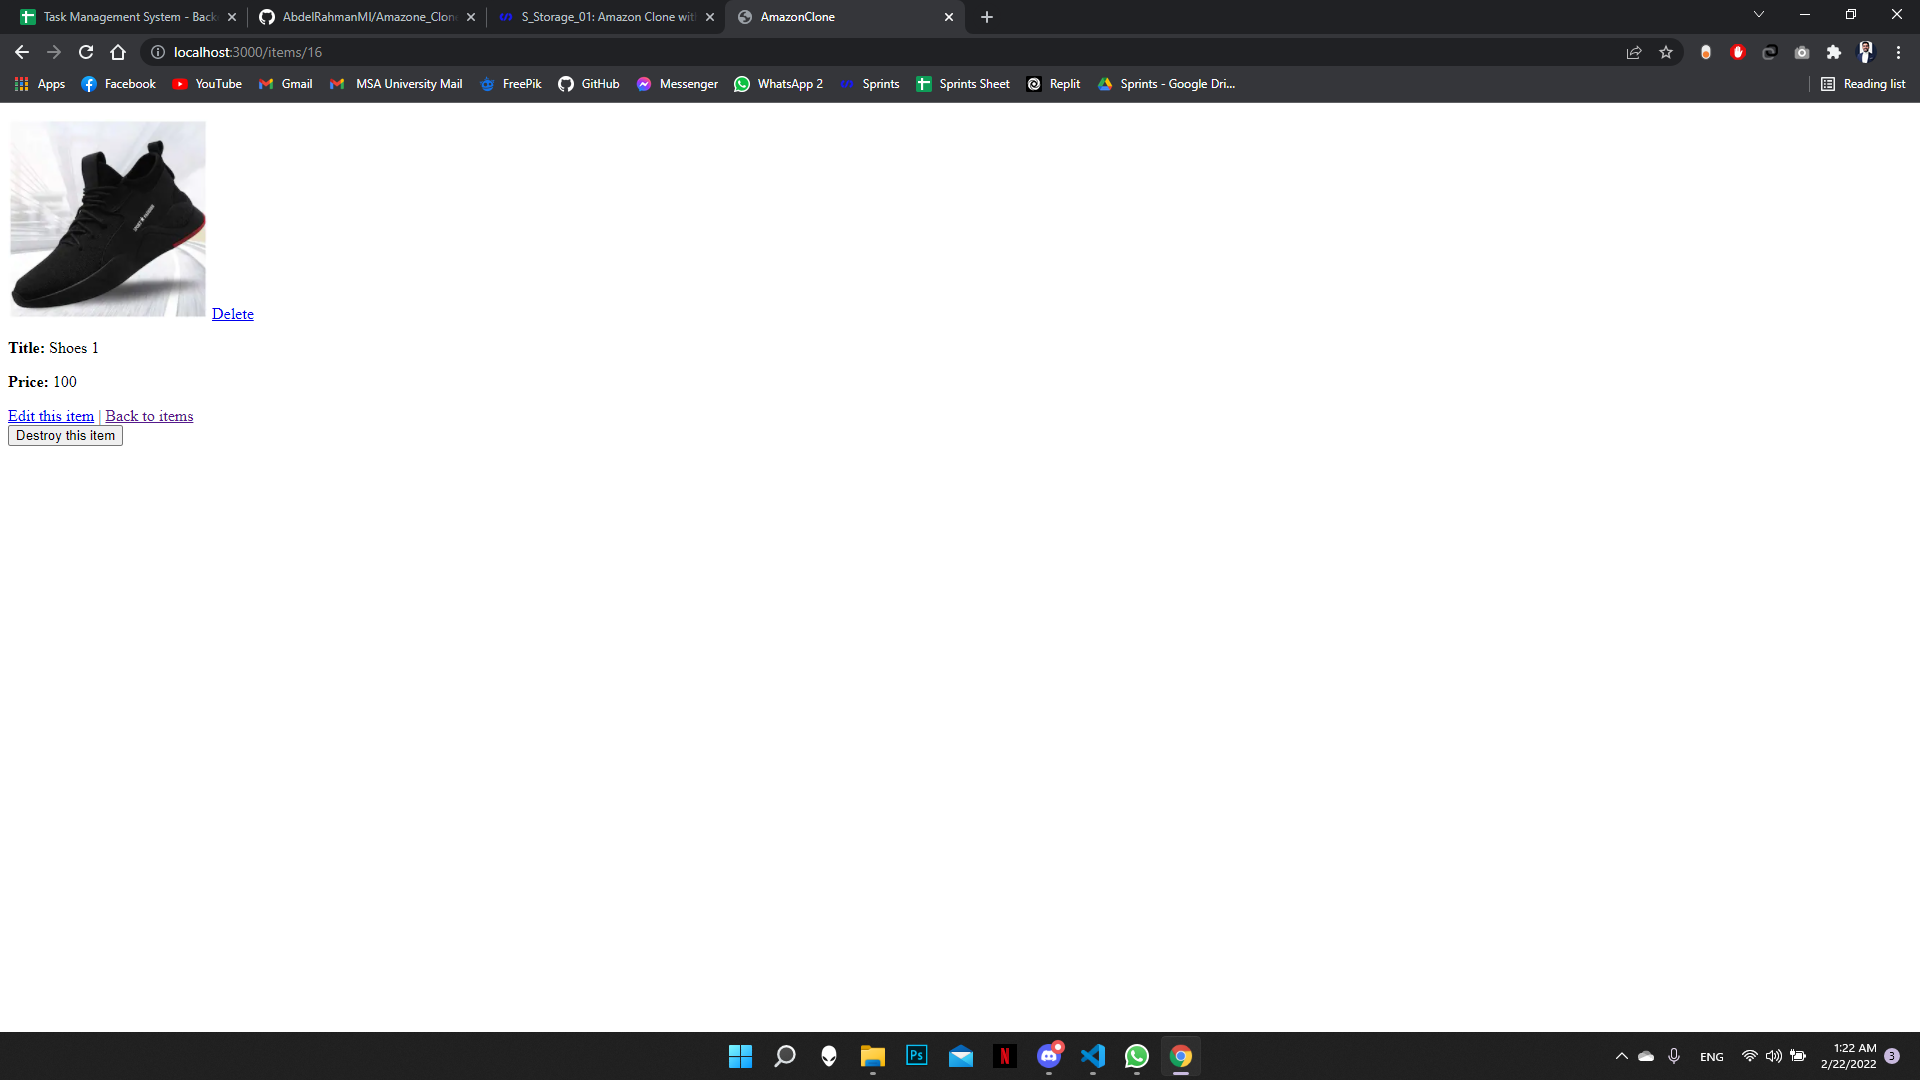 Task Management System - Back
AbdelRahmanMI/Amazone_Clone
S_Storage_01: Amazon Clone with
AmazonClone
localhost:3000/items/16
Apps
Facebook
YouTube
Gmail
MSA University Mail
FreePik
GitHub
Messenger
WhatsApp 2
Sprints
Sprints Sheet
Replit
Sprints - Google Dri...
Reading list
Delete
Title: Shoes 1
Price: 100
Edit this item | Back to items
Destroy this item
Ps
N
ENG
1:22 AM
2/22/2022
3